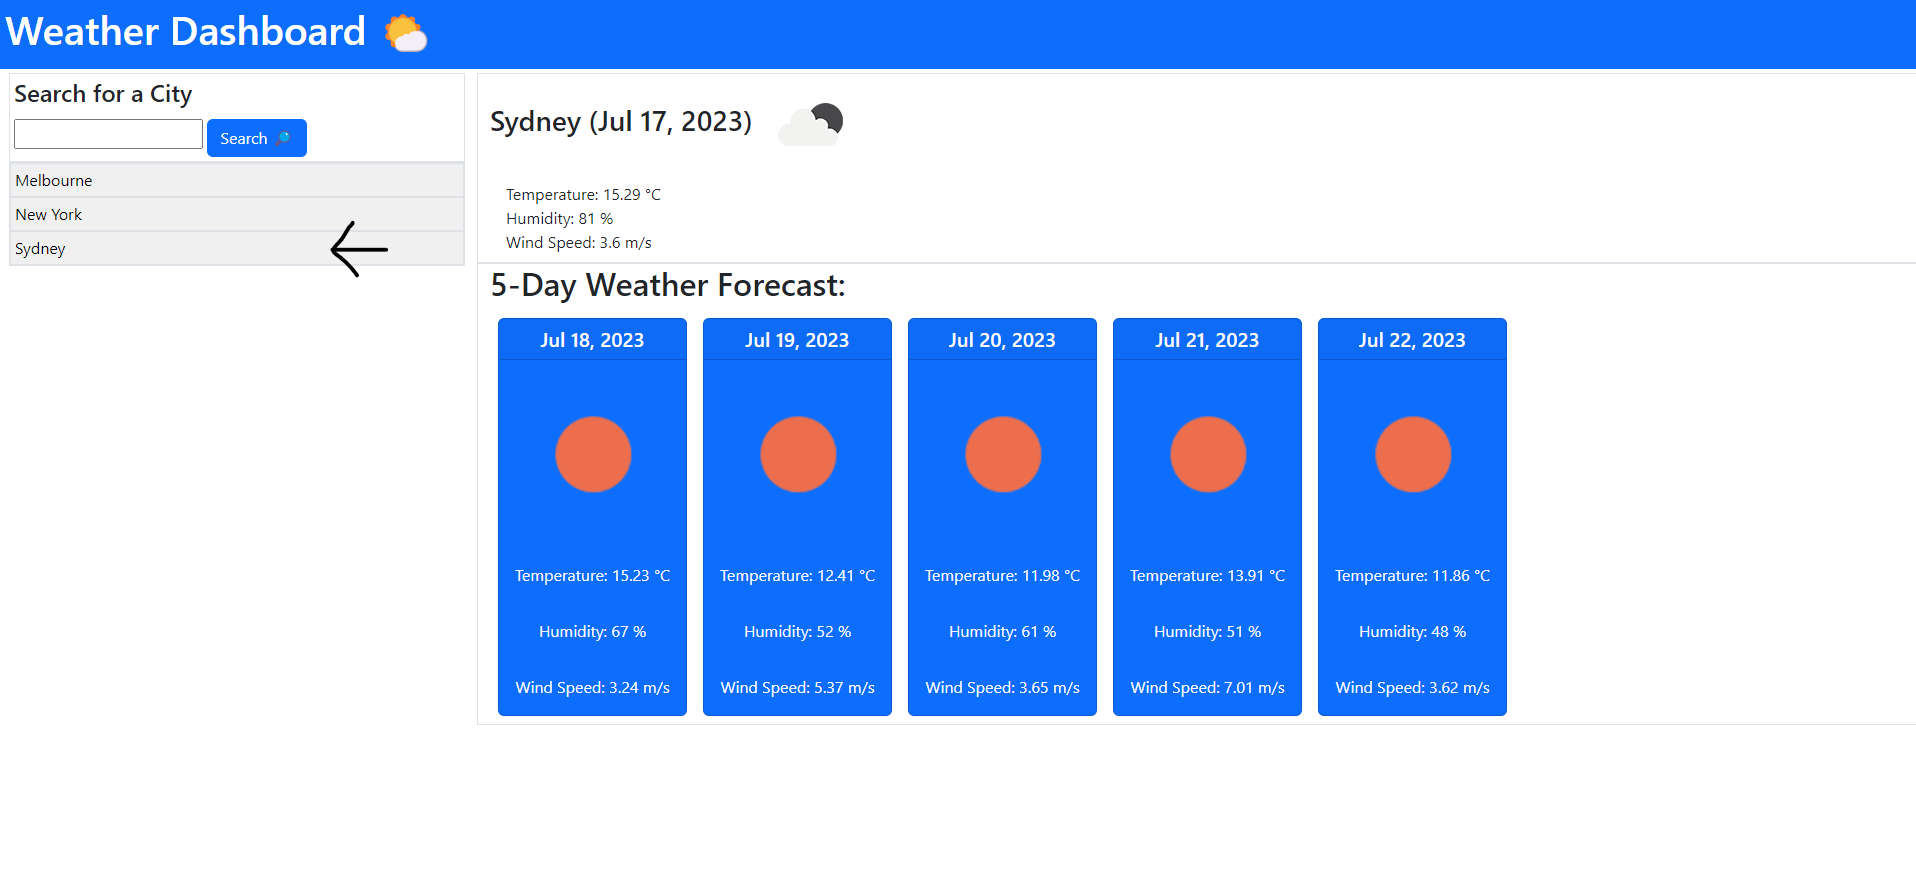 Weather Dashboard
Search for a City
Search
Melbourne
New York
Sydney
Sydney (Jul 17, 2023)
Temperature: 15.29 °C
Humidity: 81 %
Wind Speed: 3.6 m/s
5-Day Weather Forecast:
Jul 18, 2023
Temperature: 15.23 °C
Humidity: 67 %
Wind Speed: 3.24 m/s
Jul 19, 2023
Temperature: 12.41 °C
Humidity: 52 %
Wind Speed: 5.37 m/s
Jul 20, 2023
Temperature: 11.98 °C
Humidity: 61 %
Wind Speed: 3.65 m/s
Jul 21, 2023
Temperature: 13.91 °C
Humidity: 51 %
Wind Speed: 7.01 m/s
Jul 22, 2023
Temperature: 11.86 °C
Humidity: 48 %
Wind Speed: 3.62 m/s